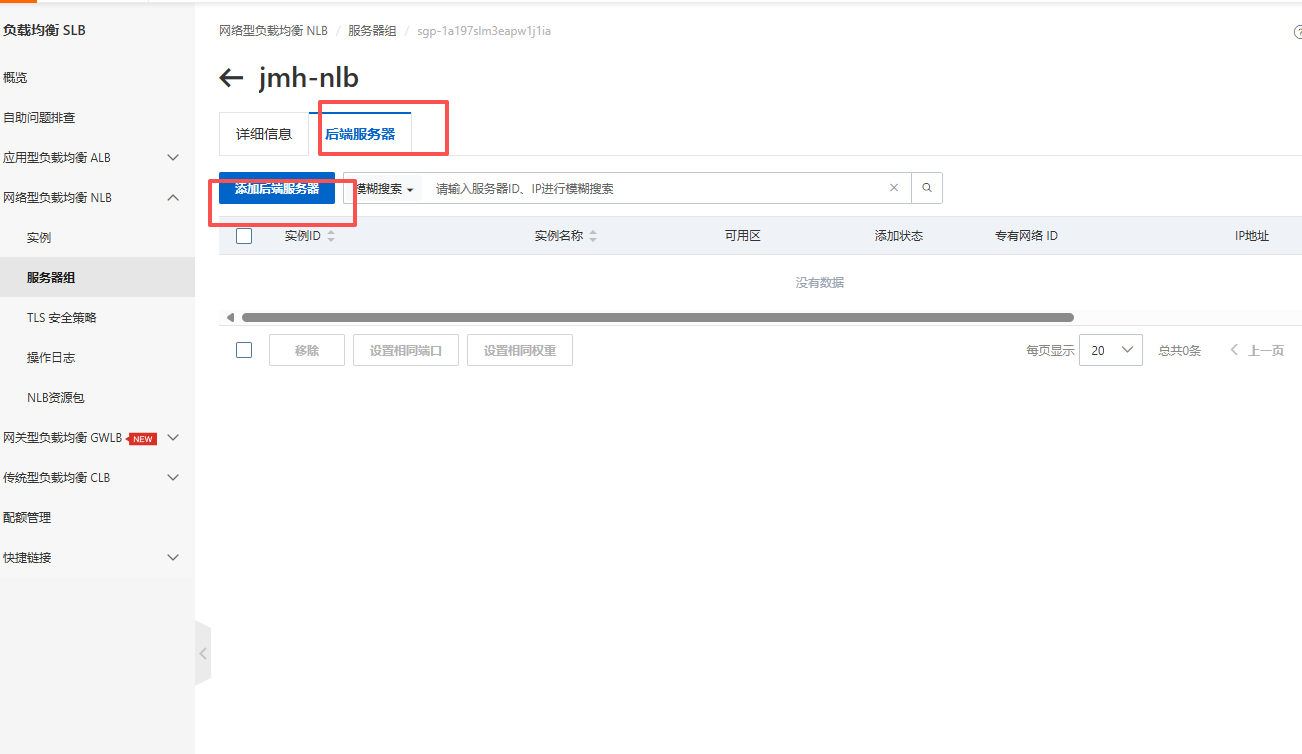 负载均衡 SLB
概览
自助问题排查
应用型负载均衡 ALB
网络型负载均衡 NLB
实例
服务器组
TLS 安全策略
操作日志
NLB资源包
网关型负载均衡 GWLB NEW
传统型负载均衡 CLB
配额管理
快捷链接
网络型负载均衡 NLB / 服务器组 / sgp-1a197slm3eapw1j1ia
jmh-nlb
详细信息 后端服务器
添加后端服务器 模糊搜索 请输入服务器ID、IP进行模糊搜索
实例ID 实例名称 可用区 添加状态 专有网络 ID IP地址
没有数据
移除 设置相同端口 设置相同权重 每页显示 20 总共0条 上一页